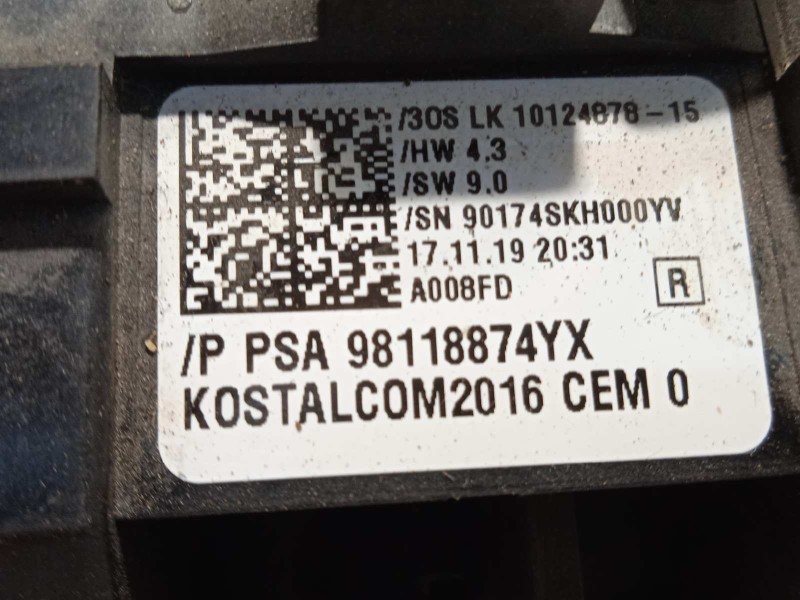 /3OS LK 10124878-15
/HW 4.3
/SW 9.0
/SN 90174SKH000YV
17.11.19 20:31
A008FD
R
/P PSA 98118874YX
KOSTALCOM2016 CEM 0